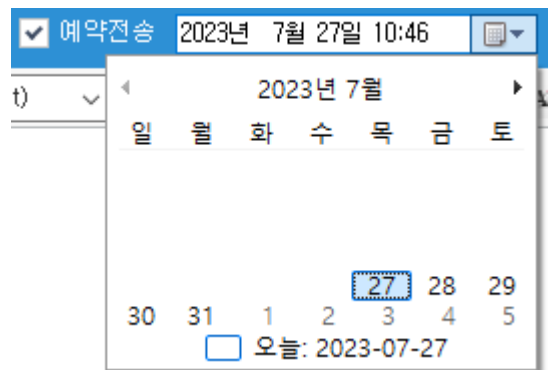 예약전송 2023년 7월 27일 10:46
t)
2023년 7월
일 월 화 수 목 금 토
27 28 29
30 31 1 2 3 4 5
오늘: 2023-07-27